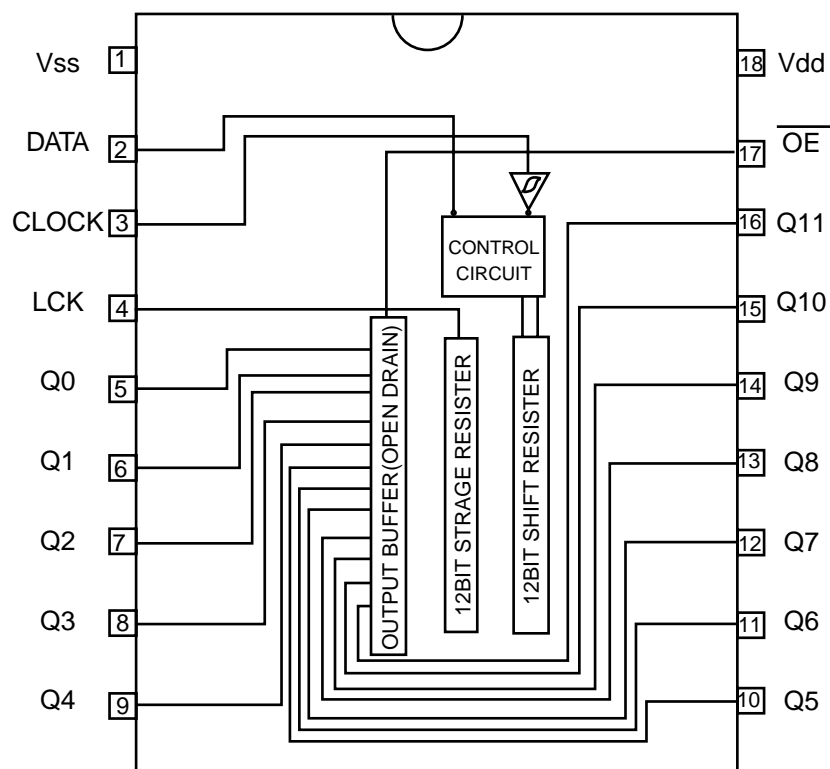 Vss 1
18 Vdd
DATA 2
17 OE
CLOCK 3
16 Q11
CONTROL
CIRCUIT
LCK 4
15 Q10
Q0 5
14 Q9
Q1 6
13 Q8
Q2 7
12 Q7
Q3 8
11 Q6
Q4 9
10 Q5
OUTPUT BUFFER(OPEN DRAIN)
12BIT STRAGE RESISTER
12BIT SHIFT RESISTER